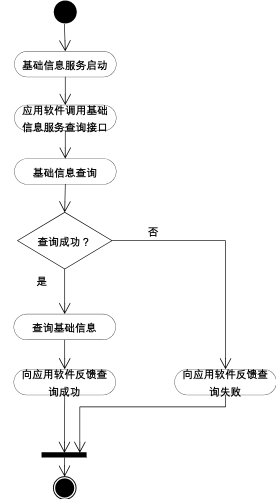 基础信息服务启动
应用软件调用基础
信息服务查询接口
基础信息查询
查询成功？
否
是
查询基础信息
向应用软件反馈查
询成功
向应用软件反馈查
询失败